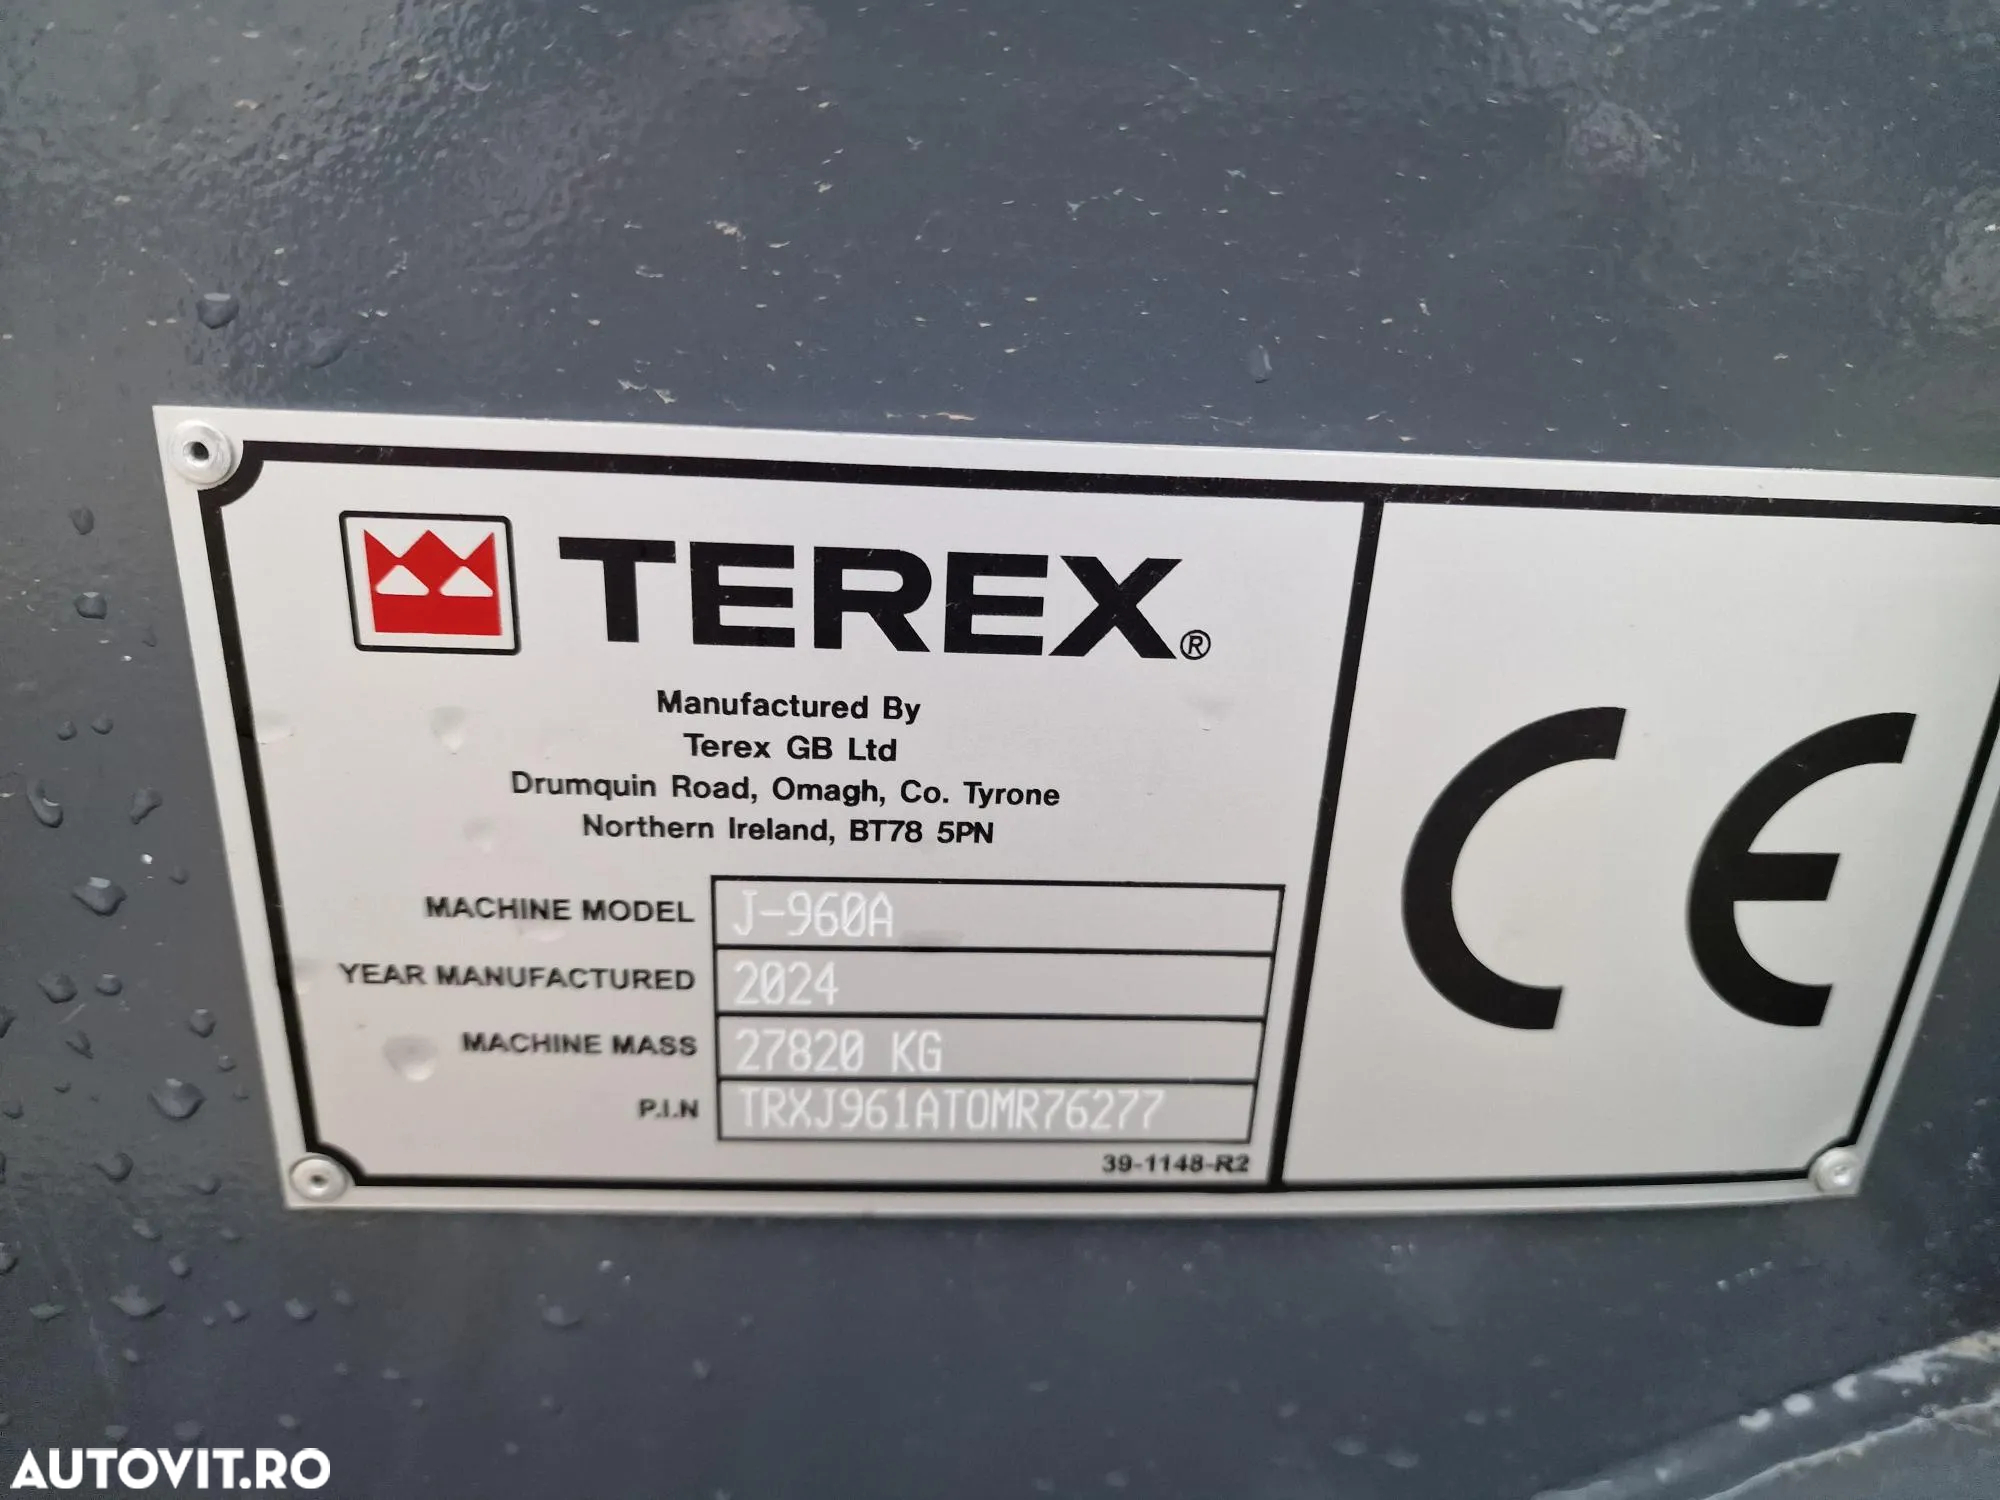 TEREX®
Manufactured By
Terex GB Ltd
Drumquin Road, Omagh, Co. Tyrone
Northern Ireland, BT78 5PN
MACHINE MODEL J-960A
YEAR MANUFACTURED 2024
MACHINE MASS 27820 KG
P.I.N TRXJ961ATOMR76277
39-1148-R2
CE
AUTOVIT.RO